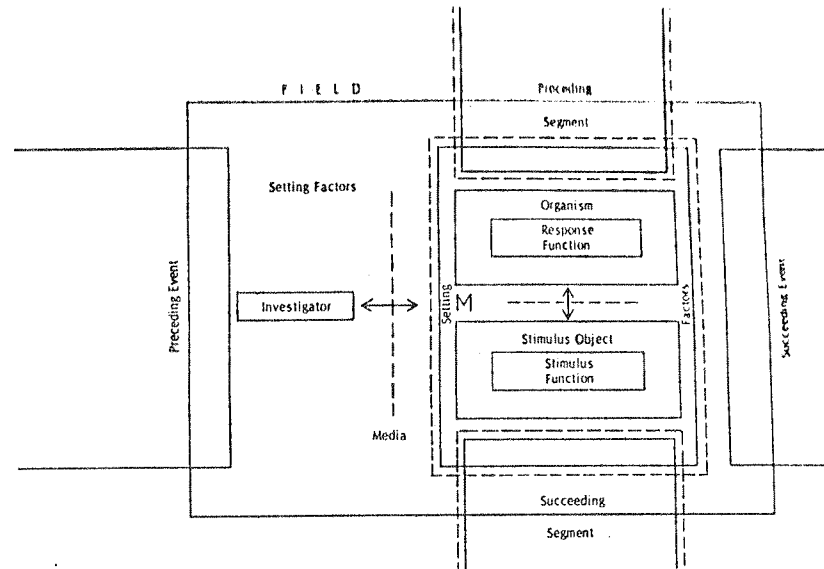 F I E L D
Preceding
Segment
Setting Factors
Organism
Response
Function
Preceding Event
Investigator
Setting
M
Factors
Succeeding Event
Stimulus Object
Stimulus
Function
Media
Succeeding
Segment